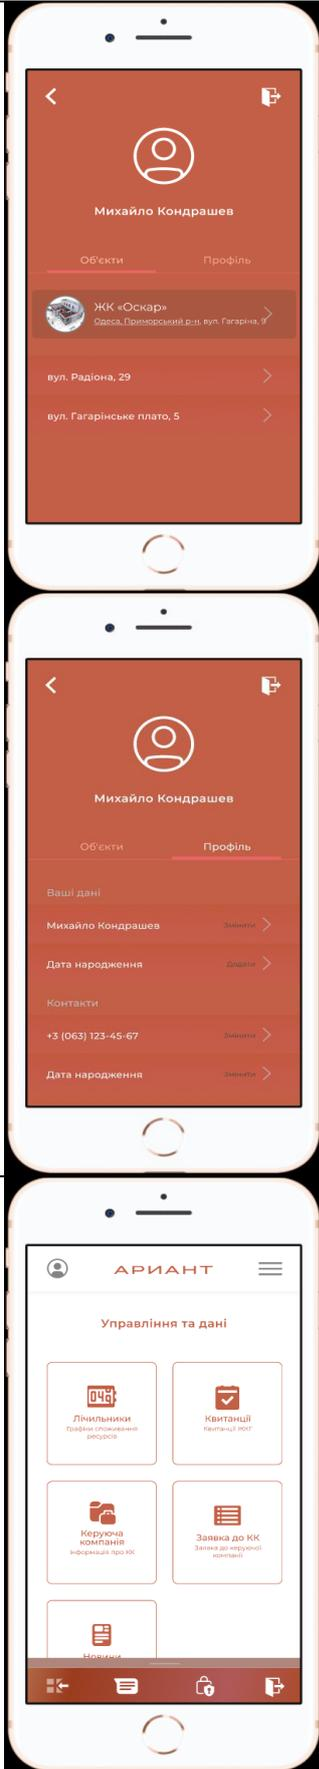 Михайло Кондрашев
Об'єкти Профіль
ЖК «Оскар»
Одеса, Приморський р-н, вул. Гагаріна, 9
вул. Радіона, 29
вул. Гагарінське плато, 5
Михайло Кондрашев
Об'єкти Профіль
Ваші дані
Михайло Кондрашев Змінити
Дата народження Додати
Контакти
+3 (063) 123-45-67 Змінити
Дата народження Змінити
АРИАНТ
Управління та дані
Лічильники
Графіки споживання
ресурсів
Квитанції
Квитанції ЖКГ
Керуюча
компанія
Інформація про КК
Заявка до КК
Заявка до керуючої
компанії
Новини